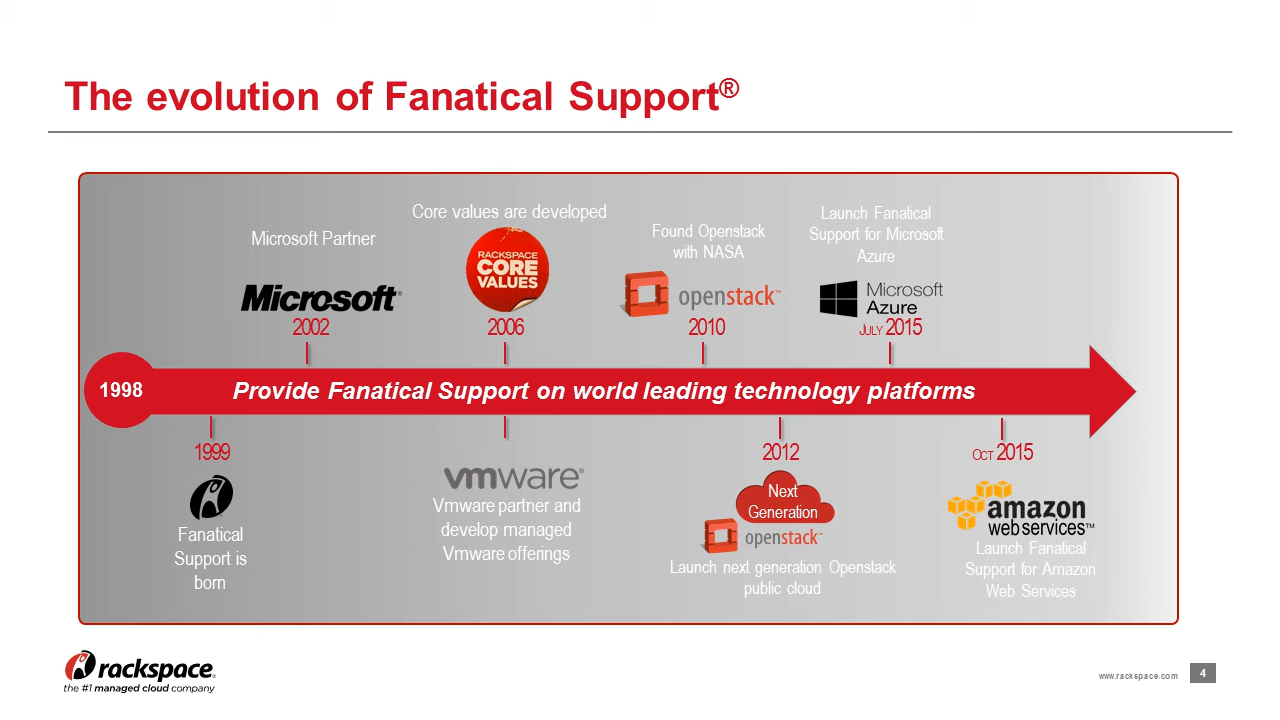 The evolution of Fanatical Support®
Core values are developed
Microsoft Partner
RACKSPACE
CORE
VALUES
Found Openstack
with NASA
Launch Fanatical
Support for Microsoft
Azure
Microsoft®
openstack™
Microsoft
Azure
2002
2006
2010
JULY 2015
1998
Provide Fanatical Support on world leading technology platforms
1999
Fanatical
Support is
born
vmware®
Vmware partner and
develop managed
Vmware offerings
2012
Next
Generation
openstack™
Launch next generation Openstack
public cloud
OCT 2015
amazon
web services™
Launch Fanatical
Support for Amazon
Web Services
rackspace®
the #1 managed cloud company
www.rackspace.com
4